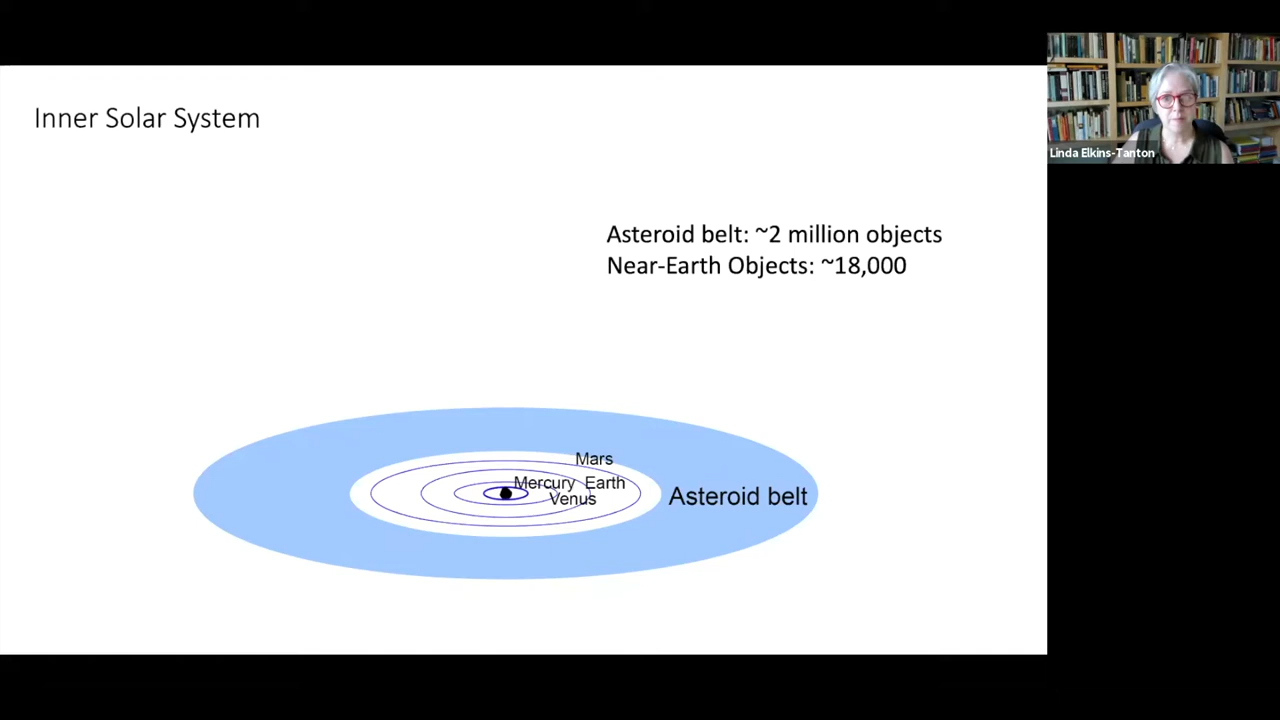 Inner Solar System
Linda Elkins-Tanton
Asteroid belt: ~2 million objects
Near-Earth Objects: ~18,000
Mars
Mercury Earth
Venus
Asteroid belt